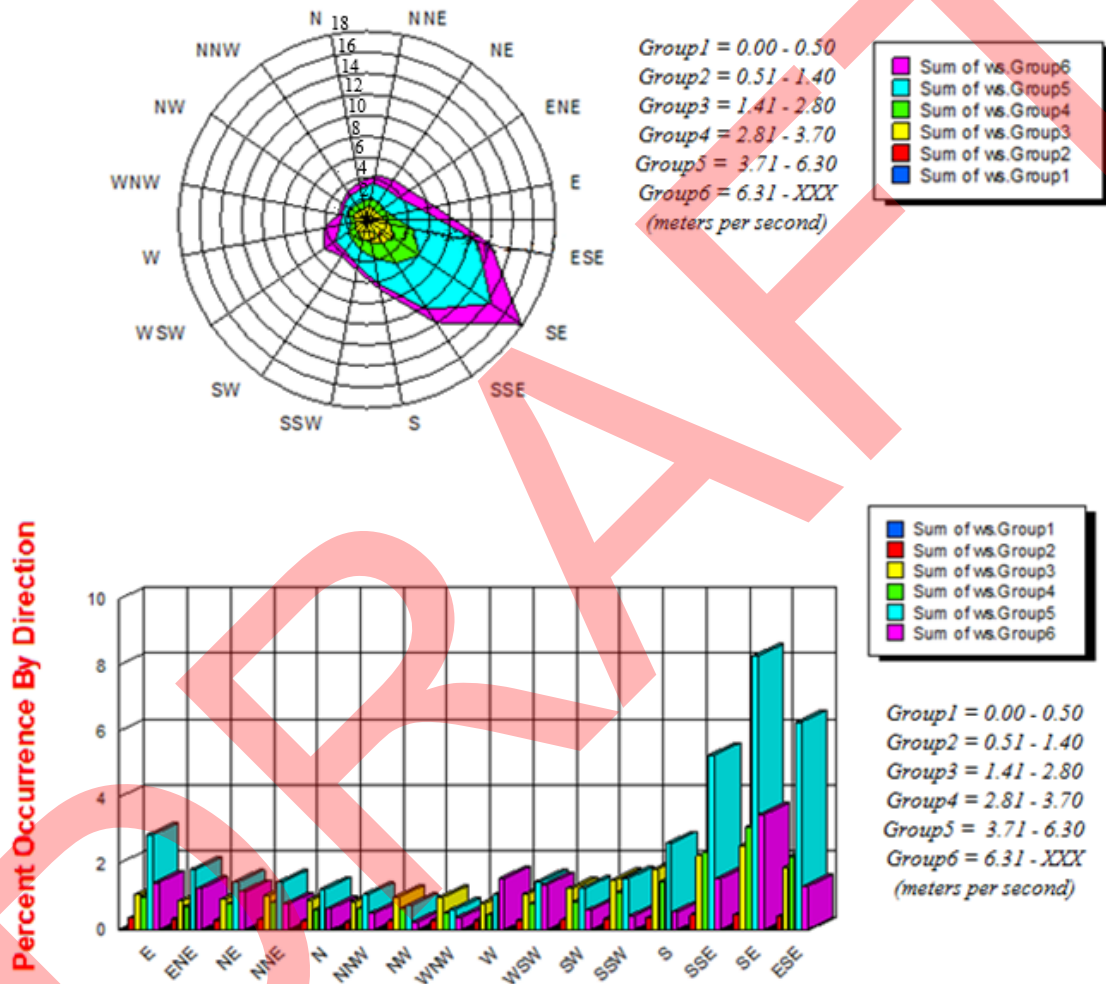 N
NNE
NE
ENE
E
ESE
SE
SSE
S
SSW
SW
WSW
W
WNW
NW
NNW
18
16
14
12
10
8
6
4
Group1 = 0.00 - 0.50
Group2 = 0.51 - 1.40
Group3 = 1.41 - 2.80
Group4 = 2.81 - 3.70
Group5 = 3.71 - 6.30
Group6 = 6.31 - XXX
(meters per second)
Sum of ws.Group6
Sum of ws.Group5
Sum of ws.Group4
Sum of ws.Group3
Sum of ws.Group2
Sum of ws.Group1
DRAFT
Percent Occurrence By Direction
10
8
6
4
2
0
E
ENE
NE
NNE
N
NNW
NW
WNW
W
WSW
SW
SSW
S
SSE
SE
ESE
Sum of ws.Group1
Sum of ws.Group2
Sum of ws.Group3
Sum of ws.Group4
Sum of ws.Group5
Sum of ws.Group6
Group1 = 0.00 - 0.50
Group2 = 0.51 - 1.40
Group3 = 1.41 - 2.80
Group4 = 2.81 - 3.70
Group5 = 3.71 - 6.30
Group6 = 6.31 - XXX
(meters per second)